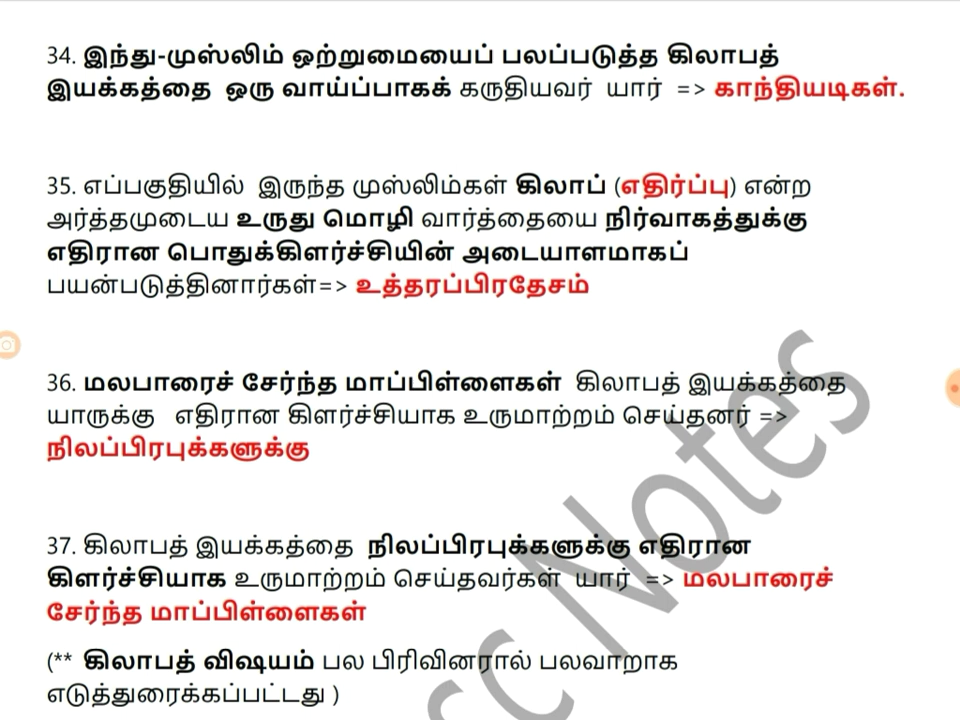 34. இந்து-முஸ்லிம் ஒற்றுமையைப் பலப்படுத்த கிலாபத்
இயக்கத்தை ஒரு வாய்ப்பாகக் கருதியவர் யார் => காந்தியடிகள்.
35. எப்பகுதியில் இருந்த முஸ்லிம்கள் கிலாப் (எதிர்ப்பு) என்ற
அர்த்தமுடைய உருது மொழி வார்த்தையை நிர்வாகத்துக்கு
எதிரான பொதுக்கிளர்ச்சியின் அடையாளமாகப்
பயன்படுத்தினார்கள்=> உத்தரப்பிரதேசம்
36. மலபாரைச் சேர்ந்த மாப்பிள்ளைகள் கிலாபத் இயக்கத்தை
யாருக்கு எதிரான கிளர்ச்சியாக உருமாற்றம் செய்தனர் =>
நிலப்பிரபுக்களுக்கு
37. கிலாபத் இயக்கத்தை நிலப்பிரபுக்களுக்கு எதிரான
கிளர்ச்சியாக உருமாற்றம் செய்தவர்கள் யார் => மலபாரைச்
சேர்ந்த மாப்பிள்ளைகள்
(** கிலாபத் விஷயம் பல பிரிவினரால் பலவாறாக
எடுத்துரைக்கப்பட்டது )
Notes